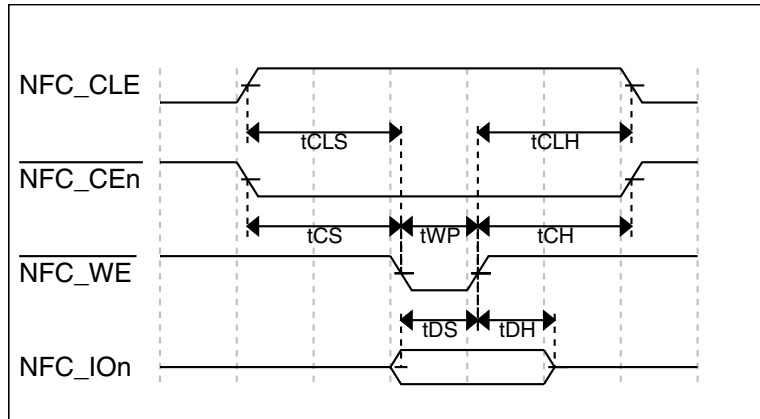 NFC_CLE
tCLS tCLH
NFC_CEn
tCS tWP tCH
NFC_WE
tDS tDH
NFC_IOn